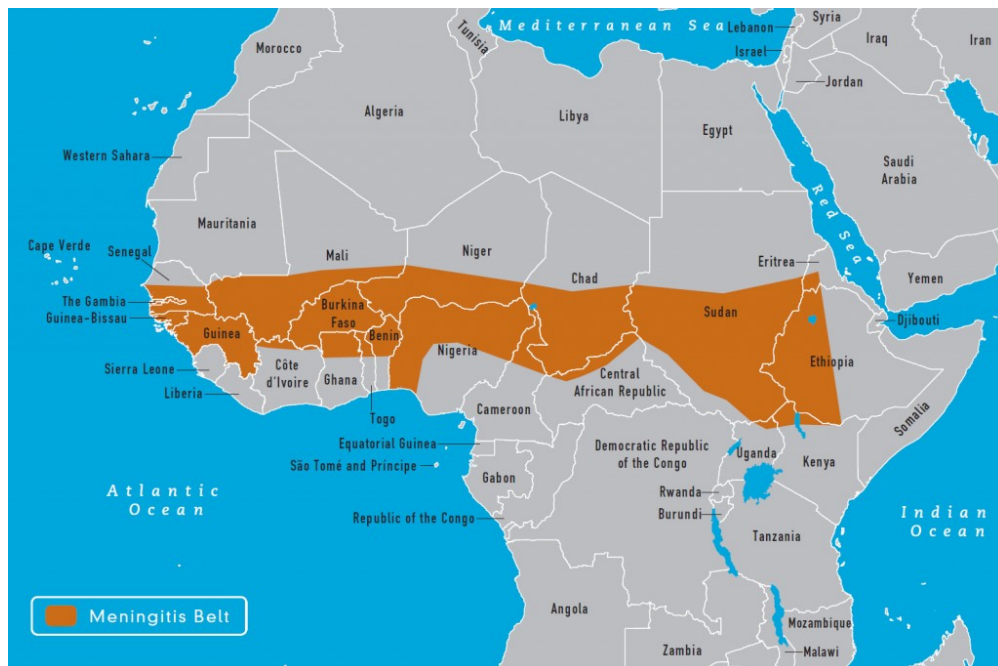 Mediterranean Sea
Lebanon
Syria
Tunisia
Morocco
Israel
Iraq
Iran
Jordan
Algeria
Libya
Egypt
Western Sahara
Saudi
Arabia
Red Sea
Mauritania
Cape Verde
Senegal
Mali
Niger
Chad
Eritrea
Yemen
The Gambia
Guinea-Bissau
Burkina
Faso
Sudan
Djibouti
Guinea
Benin
Nigeria
Ethiopia
Sierra Leone
Côte
d'Ivoire
Ghana
Central
African Republic
Liberia
Togo
Cameroon
Somalia
Equatorial Guinea
Democratic Republic
of the Congo
Uganda
Kenya
São Tomé and Príncipe
Gabon
Atlantic
Ocean
Rwanda
Republic of the Congo
Burundi
Indian
Ocean
Tanzania
Meningitis Belt
Angola
Mozambique
Zambia
Malawi